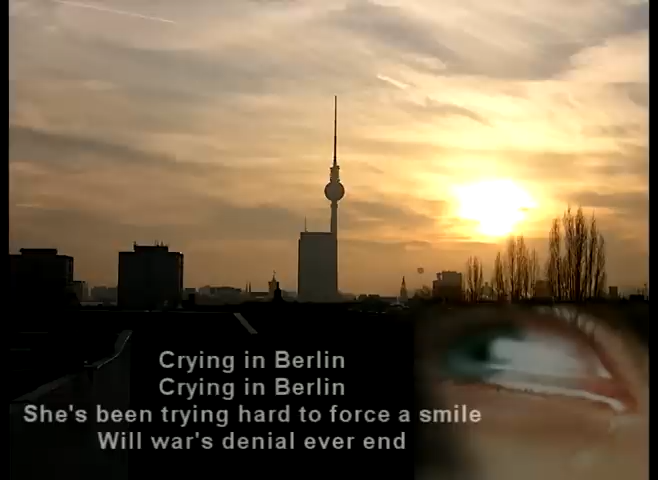 Crying in Berlin
Crying in Berlin
She's been trying hard to force a smile
Will war's denial ever end